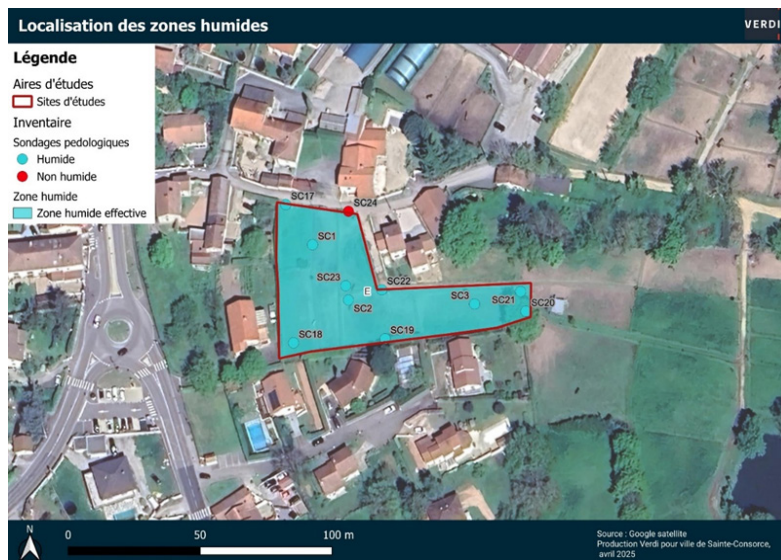 Localisation des zones humides
VERDI
Légende
Aires d'études
Sites d'études
Inventaire
Sondages pedologiques
Humide
Non humide
Zone humide
Zone humide effective
SC17
SC24
SC1
SC23
E
SC22
SC2
SC3
SC21
SC20
SC18
SC19
N
0
50
100 m
Source : Google satellite
Production Verdi pour ville de Sainte-Consorce,
avril 2025